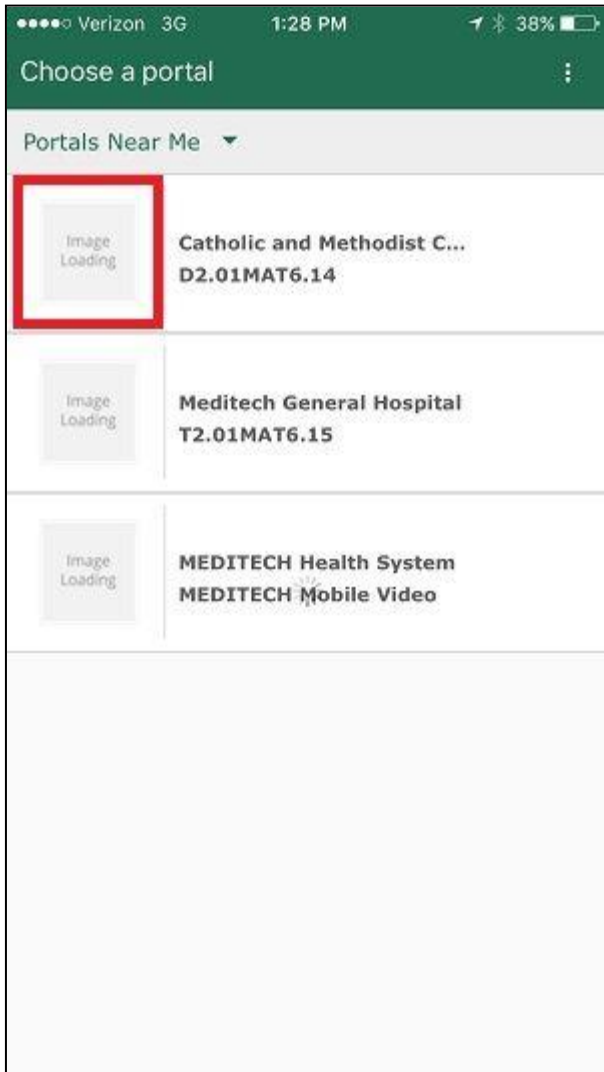 Verizon 3G 1:28 PM 38%
Choose a portal
Portals Near Me
Image
Loading
Catholic and Methodist C...
D2.01MAT6.14
Image
Loading
Meditech General Hospital
T2.01MAT6.15
Image
Loading
MEDITECH Health System
MEDITECH Mobile Video